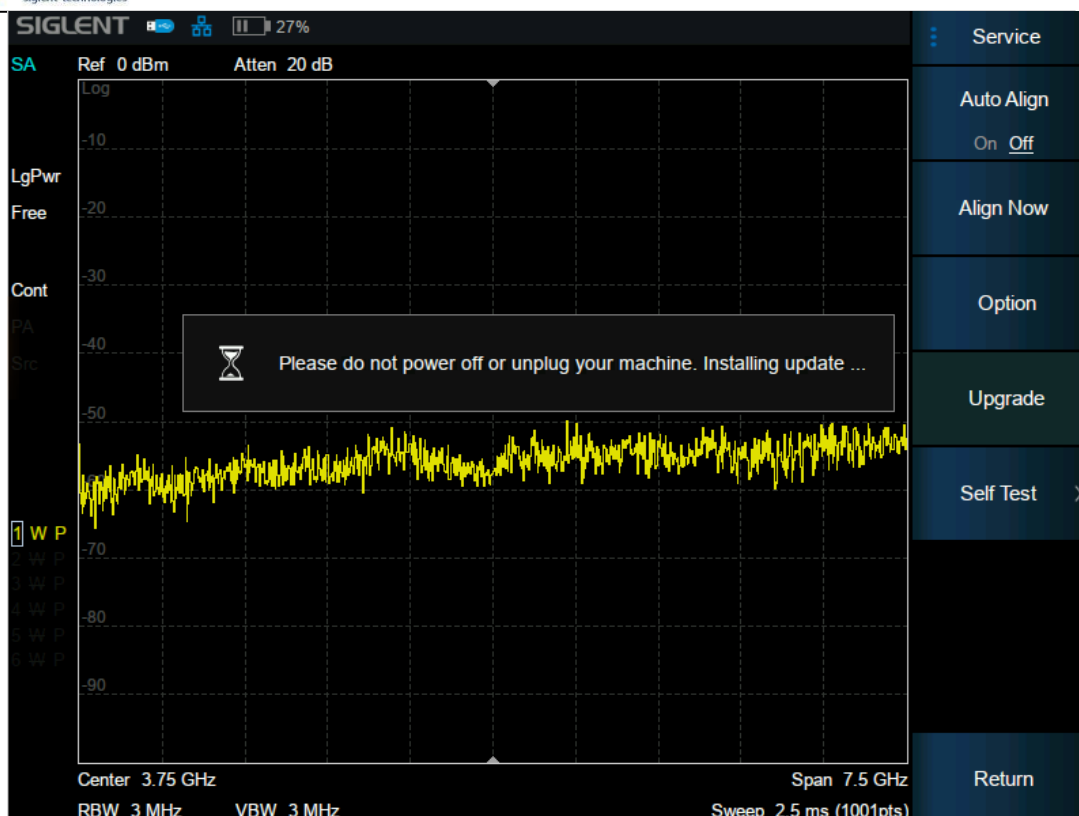 Siglent technologies
SIGLENT 27%
Service
SA Ref 0 dBm Atten 20 dB
Log
Auto Align
On Off
-10
LgPwr
Free
-20
Align Now
-30
Cont
Option
PA
-40
Src
Please do not power off or unplug your machine. Installing update ...
Upgrade
-50
Self Test
1 W P
-70
2 W P
3 W P
4 W P
-80
5 W P
6 W P
-90
Center 3.75 GHz Span 7.5 GHz
Return
RBW 3 MHz VBW 3 MHz Sweep 2.5 ms (1001pts)